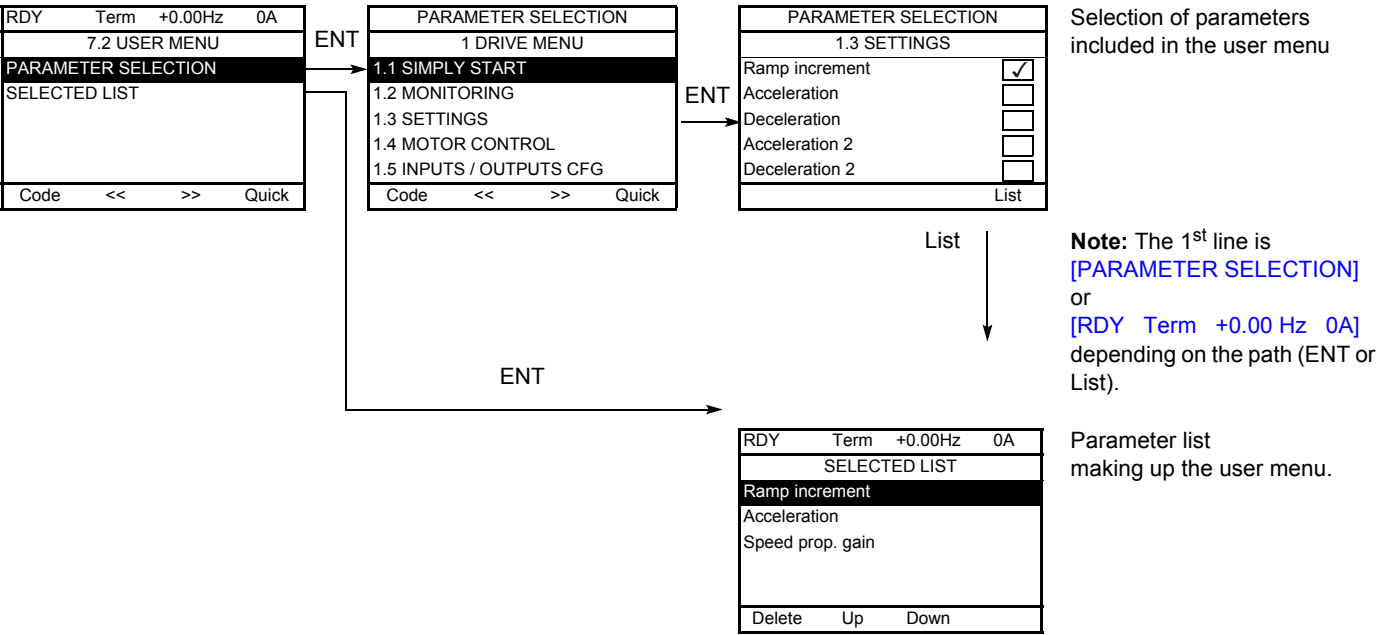 RDY Term +0.00Hz 0A
7.2 USER MENU
PARAMETER SELECTION
SELECTED LIST
Code << >> Quick
ENT
PARAMETER SELECTION
1 DRIVE MENU
1.1 SIMPLY START
1.2 MONITORING
1.3 SETTINGS
1.4 MOTOR CONTROL
1.5 INPUTS / OUTPUTS CFG
Code << >> Quick
ENT
PARAMETER SELECTION
1.3 SETTINGS
Ramp increment ✓
Acceleration
Deceleration
Acceleration 2
Deceleration 2
List
Selection of parameters
included in the user menu
List
Note: The 1st line is
[PARAMETER SELECTION]
or
[RDY Term +0.00 Hz 0A]
depending on the path (ENT or
List).
ENT
RDY Term +0.00Hz 0A
SELECTED LIST
Ramp increment
Acceleration
Speed prop. gain
Delete Up Down
Parameter list
making up the user menu.